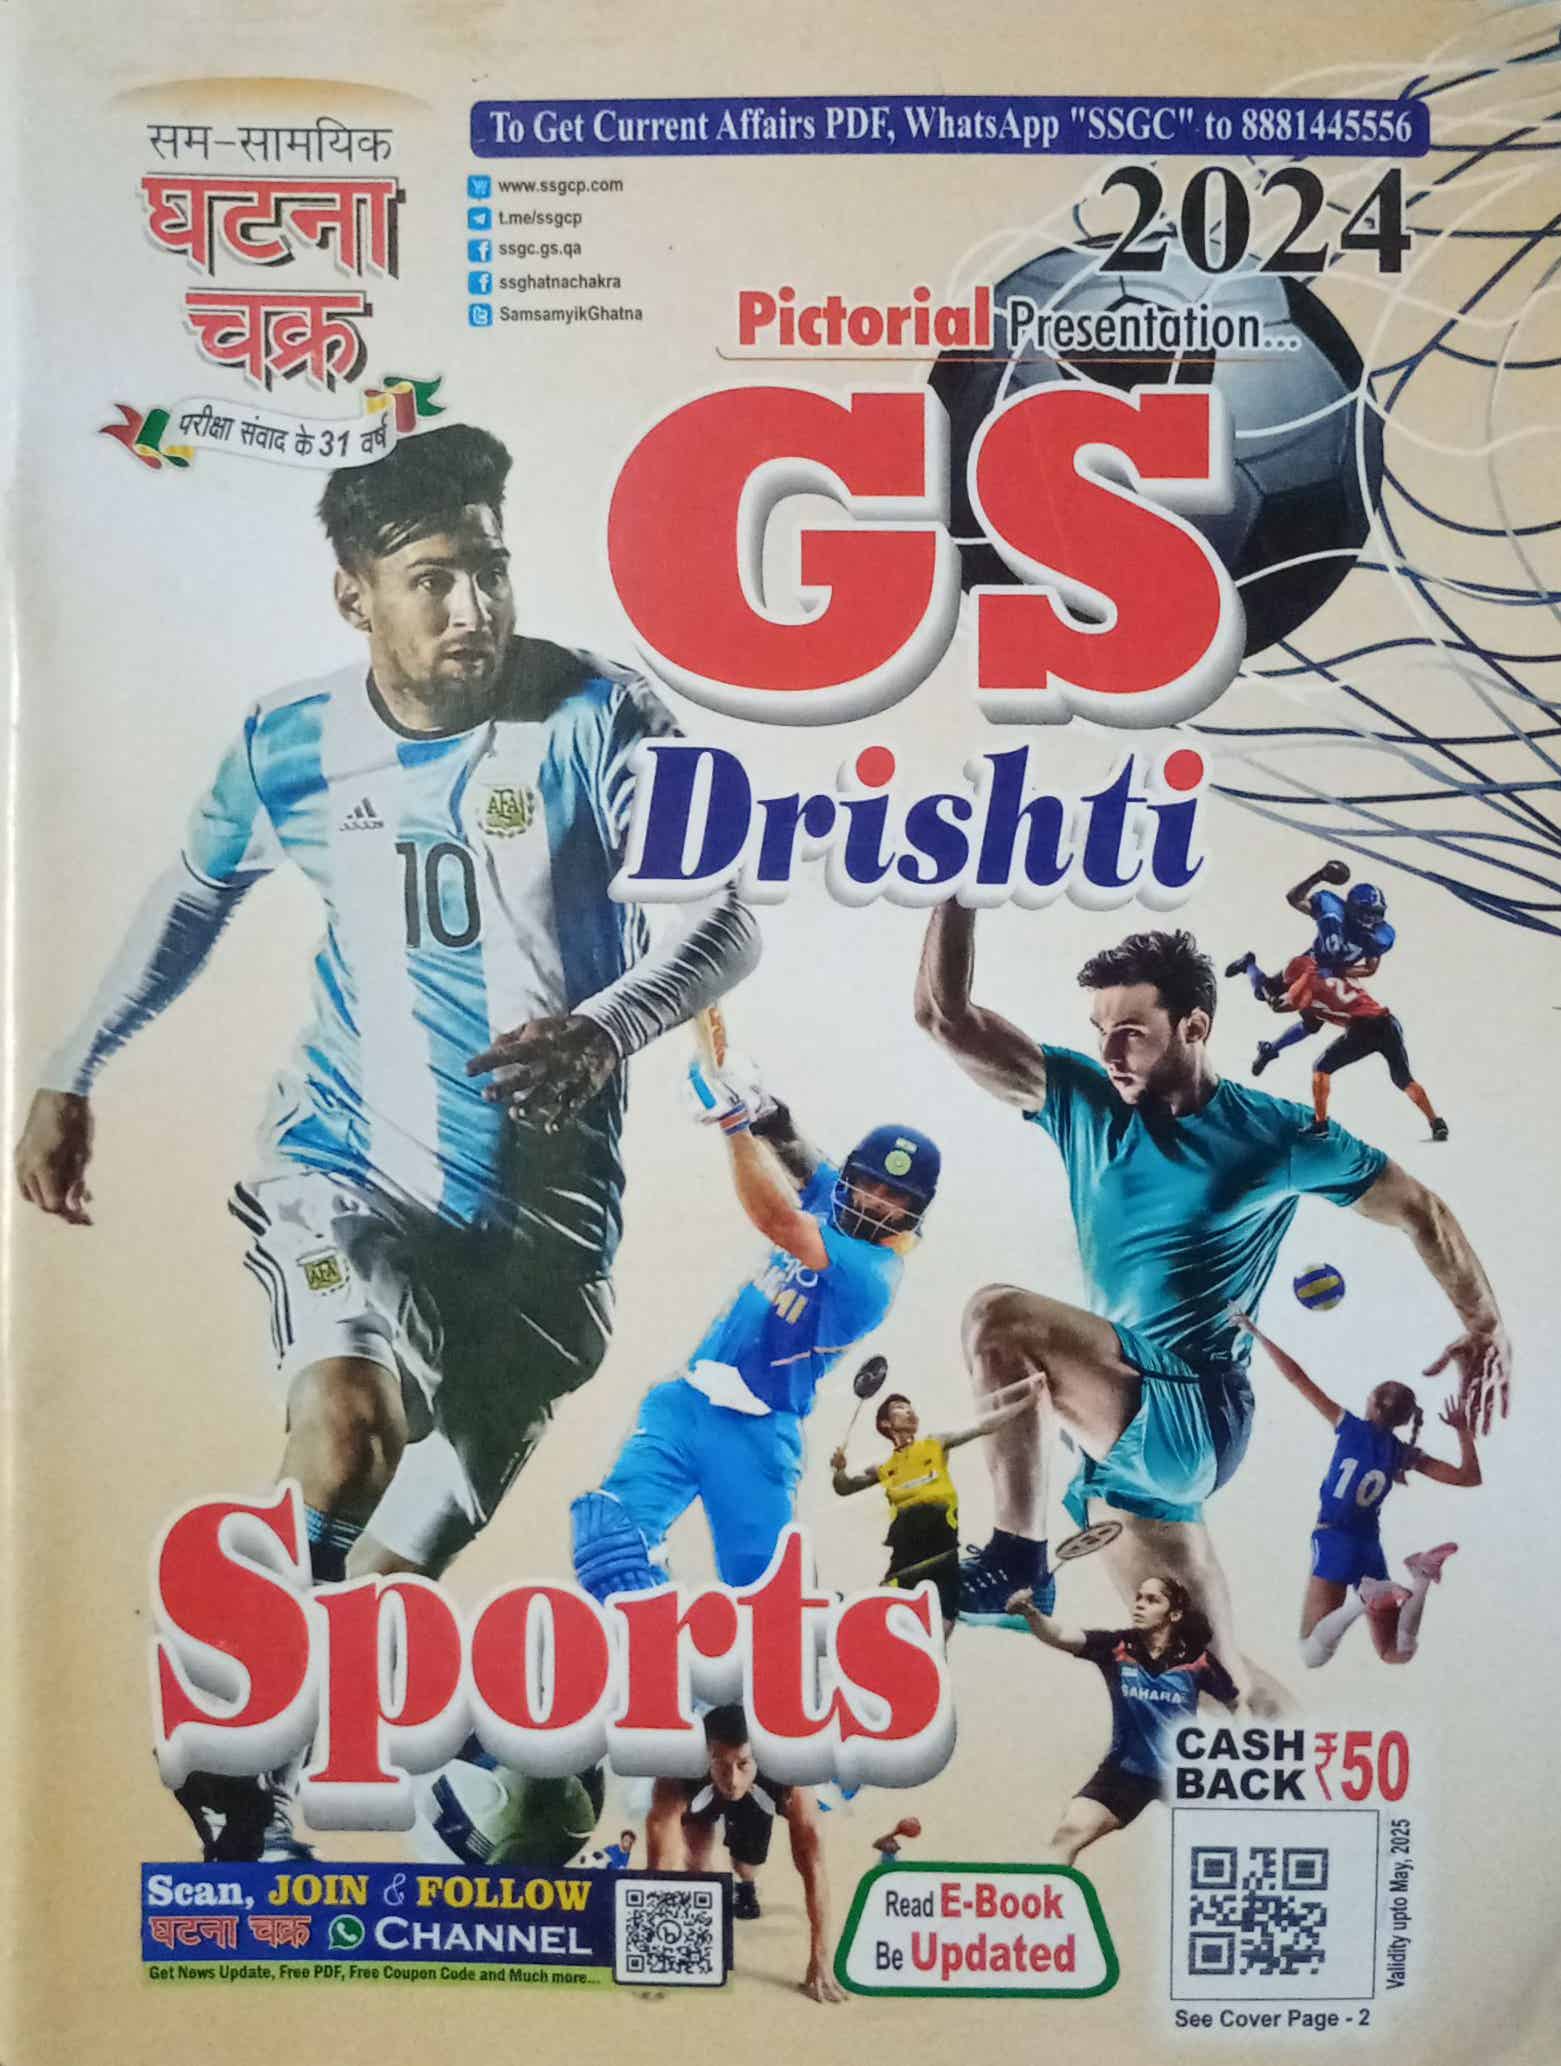 सम-सामयिक
घटना
चक्र
परीक्षा संवाद के 31 वर्ष
To Get Current Affairs PDF, WhatsApp "SSGC" to 8881445556
www.ssgcp.com
t.me/ssgcp
ssgc.gs.qa
ssghatnachakra
SamsamyikGhatna
2024
Pictorial Presentation...
GS
Drishti
AFA
10
AFA
10
SAHARA
Sports
CASH
BACK ₹50
Validity upto May, 2025
See Cover Page - 2
Scan, JOIN & FOLLOW
घटना चक्र CHANNEL
Get News Update, Free PDF, Free Coupon Code and Much more...
Read E-Book
Be Updated